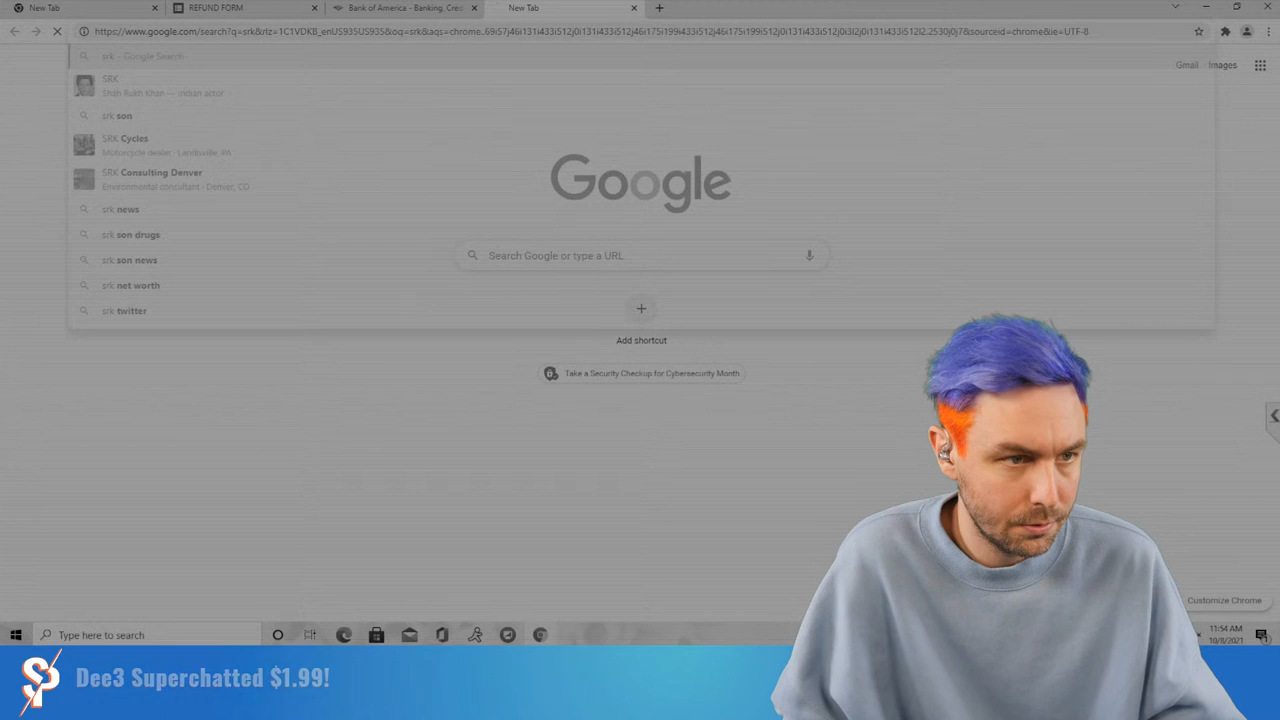 New Tab
REFUND FORM
Bank of America - Banking, Cre
New Tab
https://www.google.com/search?q=srk&rlz=1C1VDKB_enUS935US935&oq=srk&aqs=chrome..69i57j46i131i433i512j0i131i433i512j46i175i199i433i512j46i175i199i512j0i131i433i512j0i3l2j0i512l2.2530j0j7&sourceid=chrome&ie=UTF-8
srk - Google Search
Gmail Images
SRK
Shah Rukh Khan — Indian actor
srk son
SRK Cycles
Motorcycle dealer · Landisville, PA
SRK Consulting Denver
Environmental consultant · Denver, CO
srk news
srk son drugs
srk son news
srk net worth
srk twitter
Google
Search Google or type a URL
Add shortcut
Take a Security Checkup for Cybersecurity Month
Customize Chrome
Type here to search
11:54 AM
10/8/2021
SP
Dee3 Superchatted $1.99!